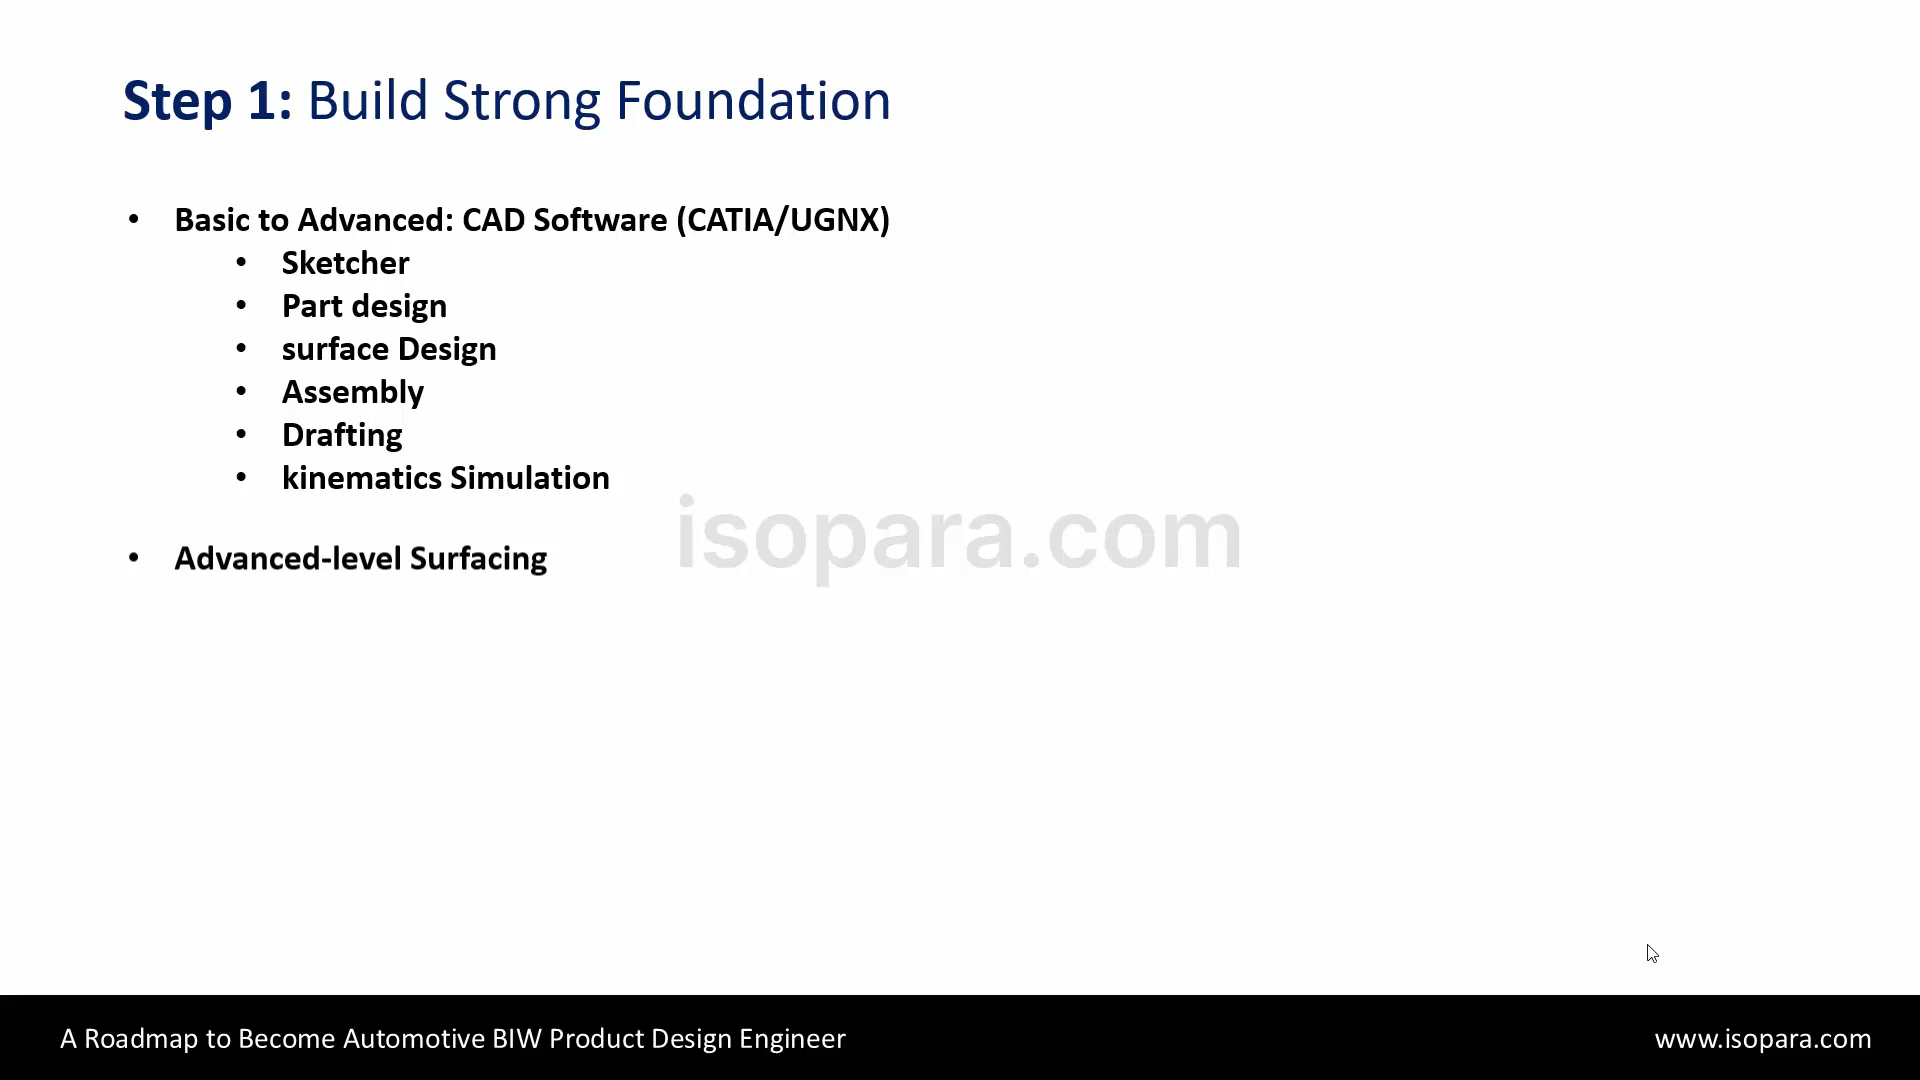 Step 1: Build Strong Foundation
• Basic to Advanced: CAD Software (CATIA/UGNX)
• Sketcher
• Part design
• surface Design
• Assembly
• Drafting
• kinematics Simulation
isopara.com
• Advanced-level Surfacing
A Roadmap to Become Automotive BIW Product Design Engineer
www.isopara.com